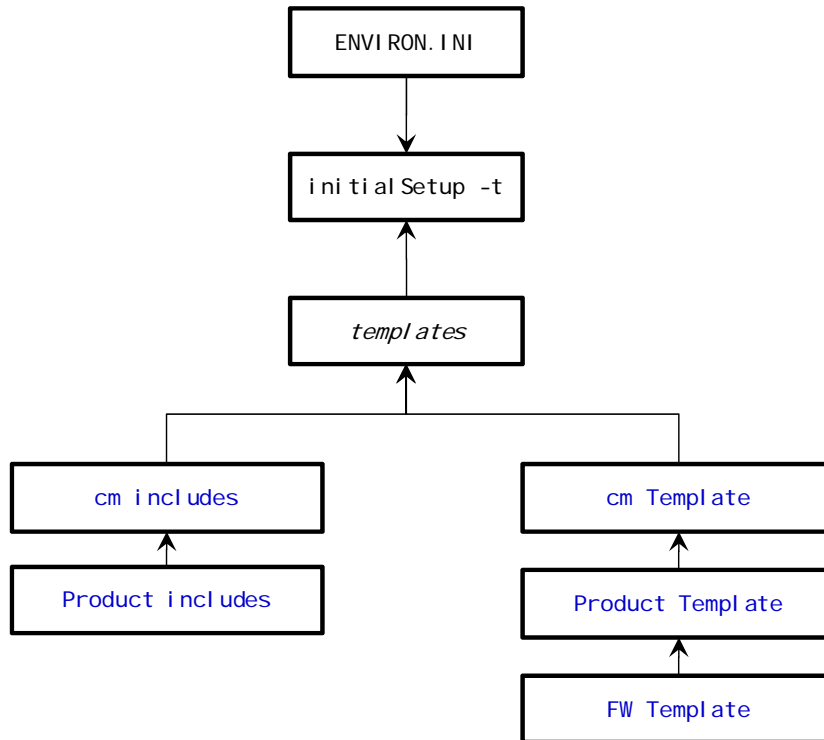 ENVIRON.INI
initialSetup -t
templates
cm includes
cm Template
Product includes
Product Template
FW Template